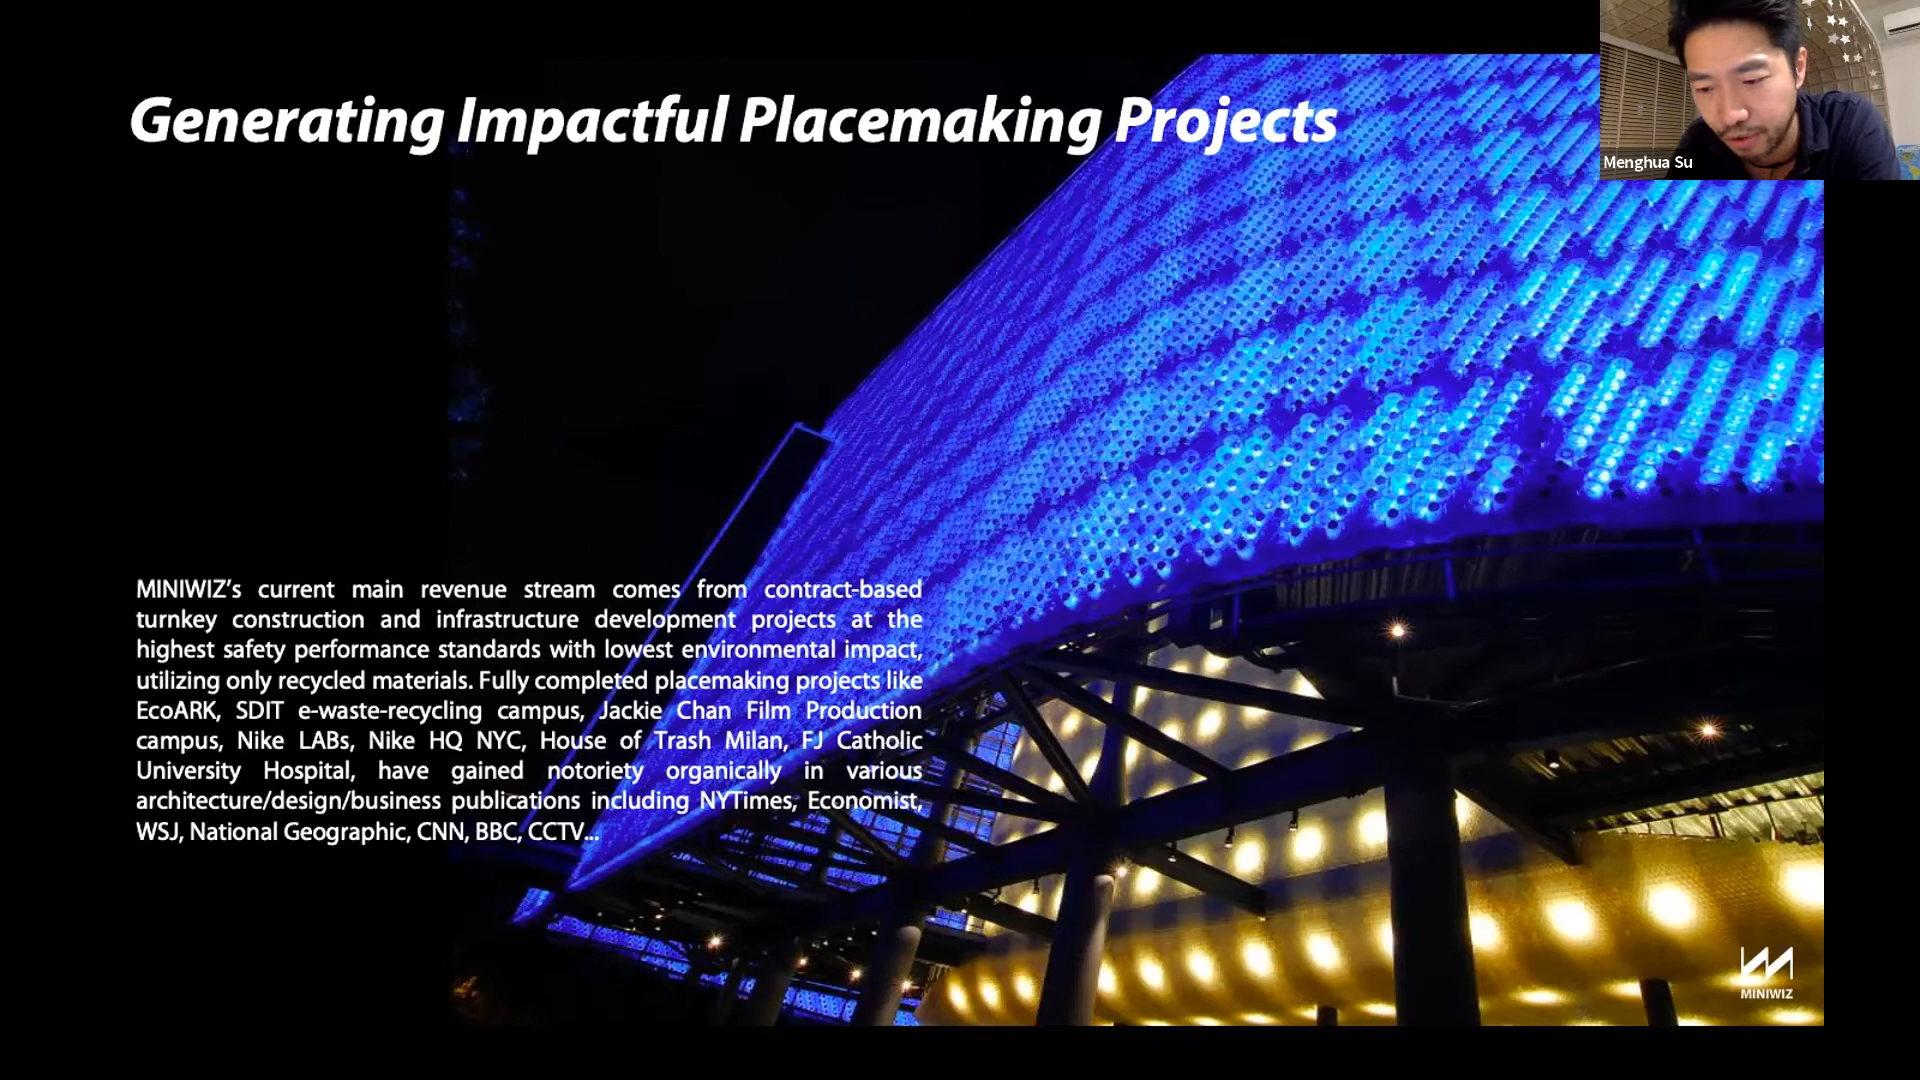 Generating Impactful Placemaking Projects
Menghua Su
MINIWIZ’s current main revenue stream comes from contract-based
turnkey construction and infrastructure development projects at the
highest safety performance standards with lowest environmental impact,
utilizing only recycled materials. Fully completed placemaking projects like
EcoARK, SDIT e-waste-recycling campus, Jackie Chan Film Production
campus, Nike LABs, Nike HQ NYC, House of Trash Milan, FJ Catholic
University Hospital, have gained notoriety organically in various
architecture/design/business publications including NYTimes, Economist,
WSJ, National Geographic, CNN, BBC, CCTV...
MINIWIZ